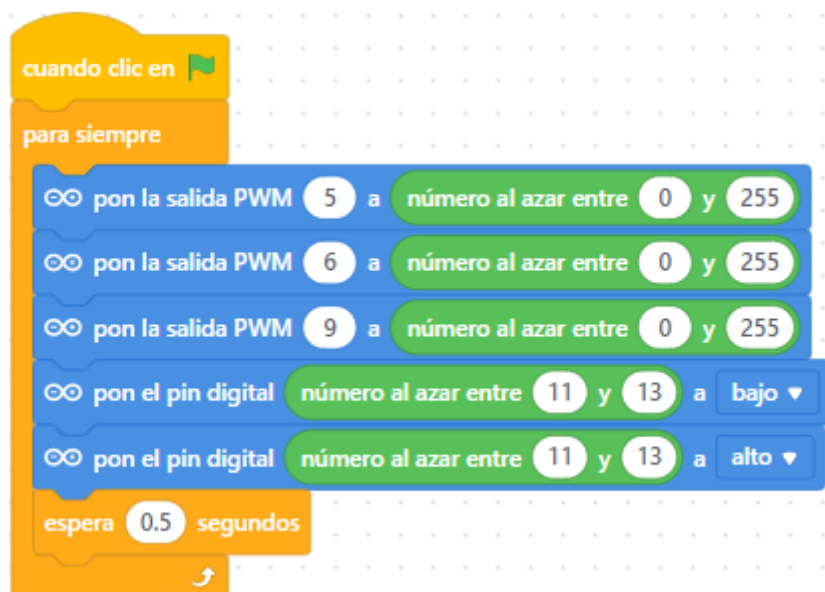 cuando clic en
para siempre
pon la salida PWM 5 a número al azar entre 0 y 255
pon la salida PWM 6 a número al azar entre 0 y 255
pon la salida PWM 9 a número al azar entre 0 y 255
pon el pin digital número al azar entre 11 y 13 a bajo
pon el pin digital número al azar entre 11 y 13 a alto
espera 0.5 segundos